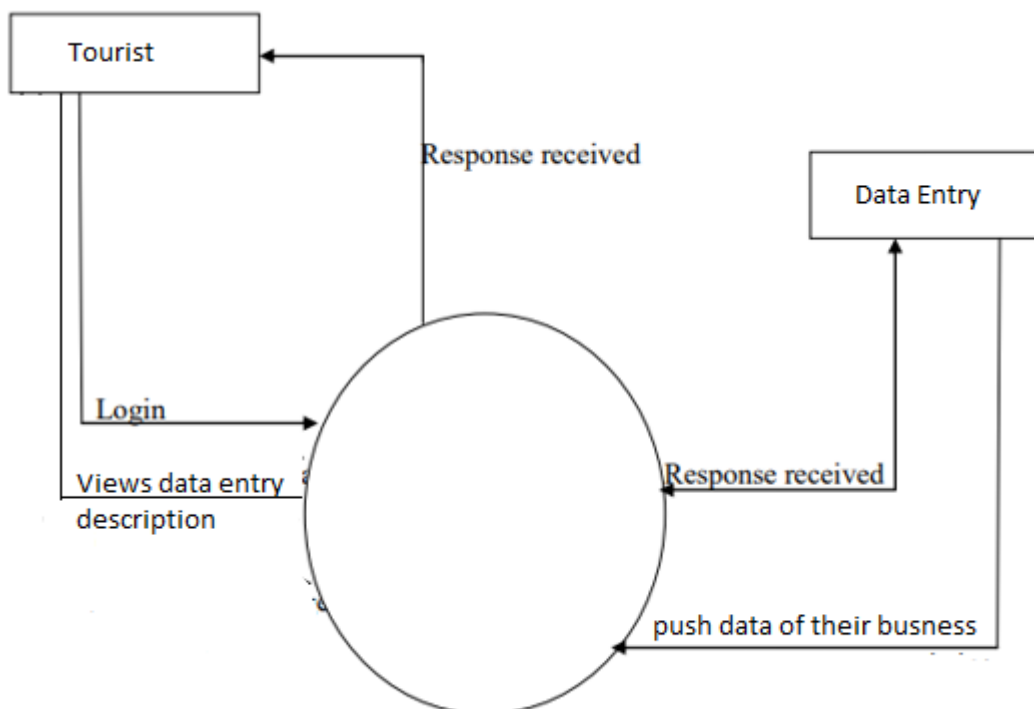 Tourist
Response received
Data Entry
Login
Views data entry
description
Response received
push data of their busness